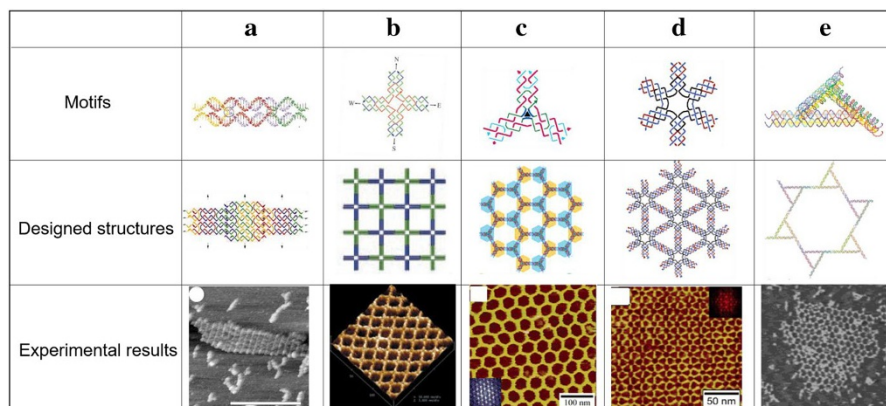 a b c d e
Motifs
N
W E
S
Designed structures
Experimental results
100 nm
50 nm